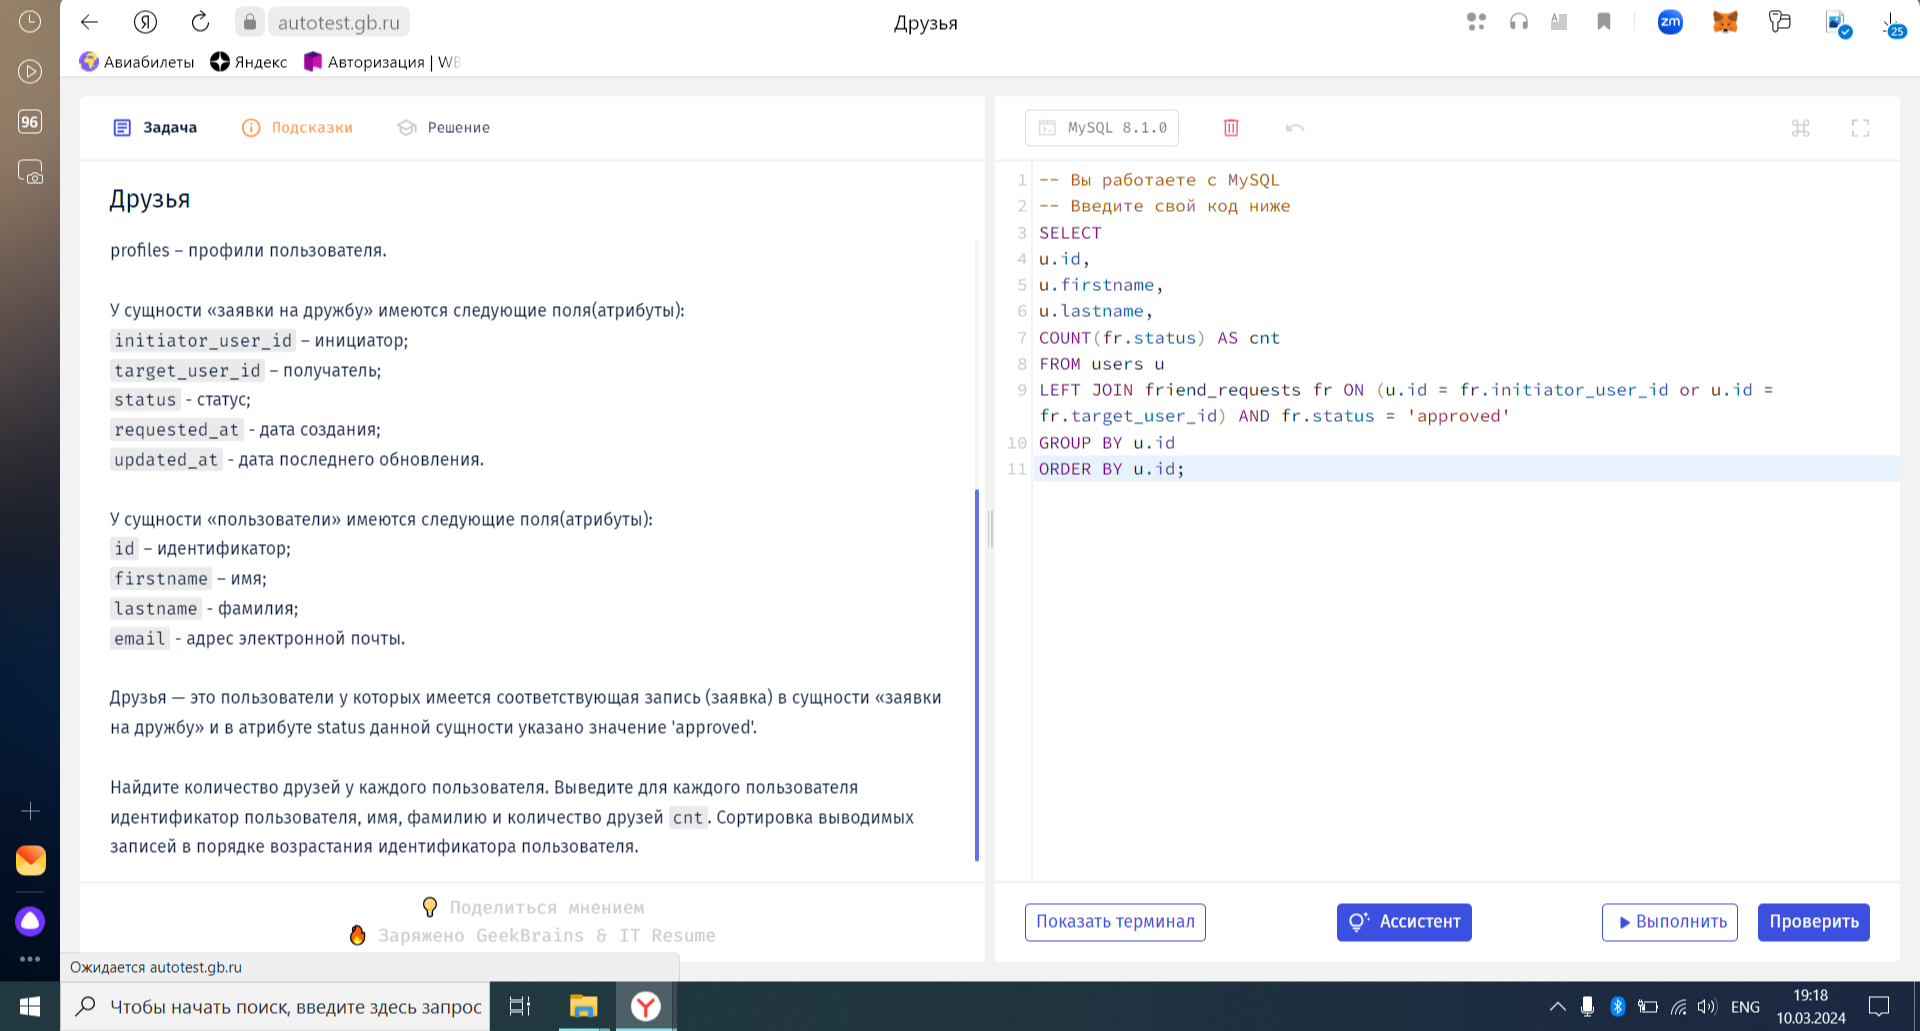 autotest.gb.ru
Друзья
zm
25
Авиабилеты
Яндекс
Авторизация | WB
96
Задача
Подсказки
Решение
MySQL 8.1.0
Друзья
profiles – профили пользователя.
У сущности «заявки на дружбу» имеются следующие поля(атрибуты):
initiator_user_id – инициатор;
target_user_id – получатель;
status - статус;
requested_at - дата создания;
updated_at - дата последнего обновления.
У сущности «пользователи» имеются следующие поля(атрибуты):
id – идентификатор;
firstname – имя;
lastname - фамилия;
email - адрес электронной почты.
Друзья — это пользователи у которых имеется соответствующая запись (заявка) в сущности «заявки
на дружбу» и в атрибуте status данной сущности указано значение 'approved'.
Найдите количество друзей у каждого пользователя. Выведите для каждого пользователя
идентификатор пользователя, имя, фамилию и количество друзей cnt. Сортировка выводимых
записей в порядке возрастания идентификатора пользователя.
Поделиться мнением
Заряжено GeekBrains & IT Resume
1 -- Вы работаете с MySQL
2 -- Введите свой код ниже
3 SELECT
4 u.id,
5 u.firstname,
6 u.lastname,
7 COUNT(fr.status) AS cnt
8 FROM users u
9 LEFT JOIN friend_requests fr ON (u.id = fr.initiator_user_id or u.id =
fr.target_user_id) AND fr.status = 'approved'
10 GROUP BY u.id
11 ORDER BY u.id;
Показать терминал
Ассистент
Выполнить
Проверить
Ожидается autotest.gb.ru
Чтобы начать поиск, введите здесь запрос
ENG
19:18
10.03.2024